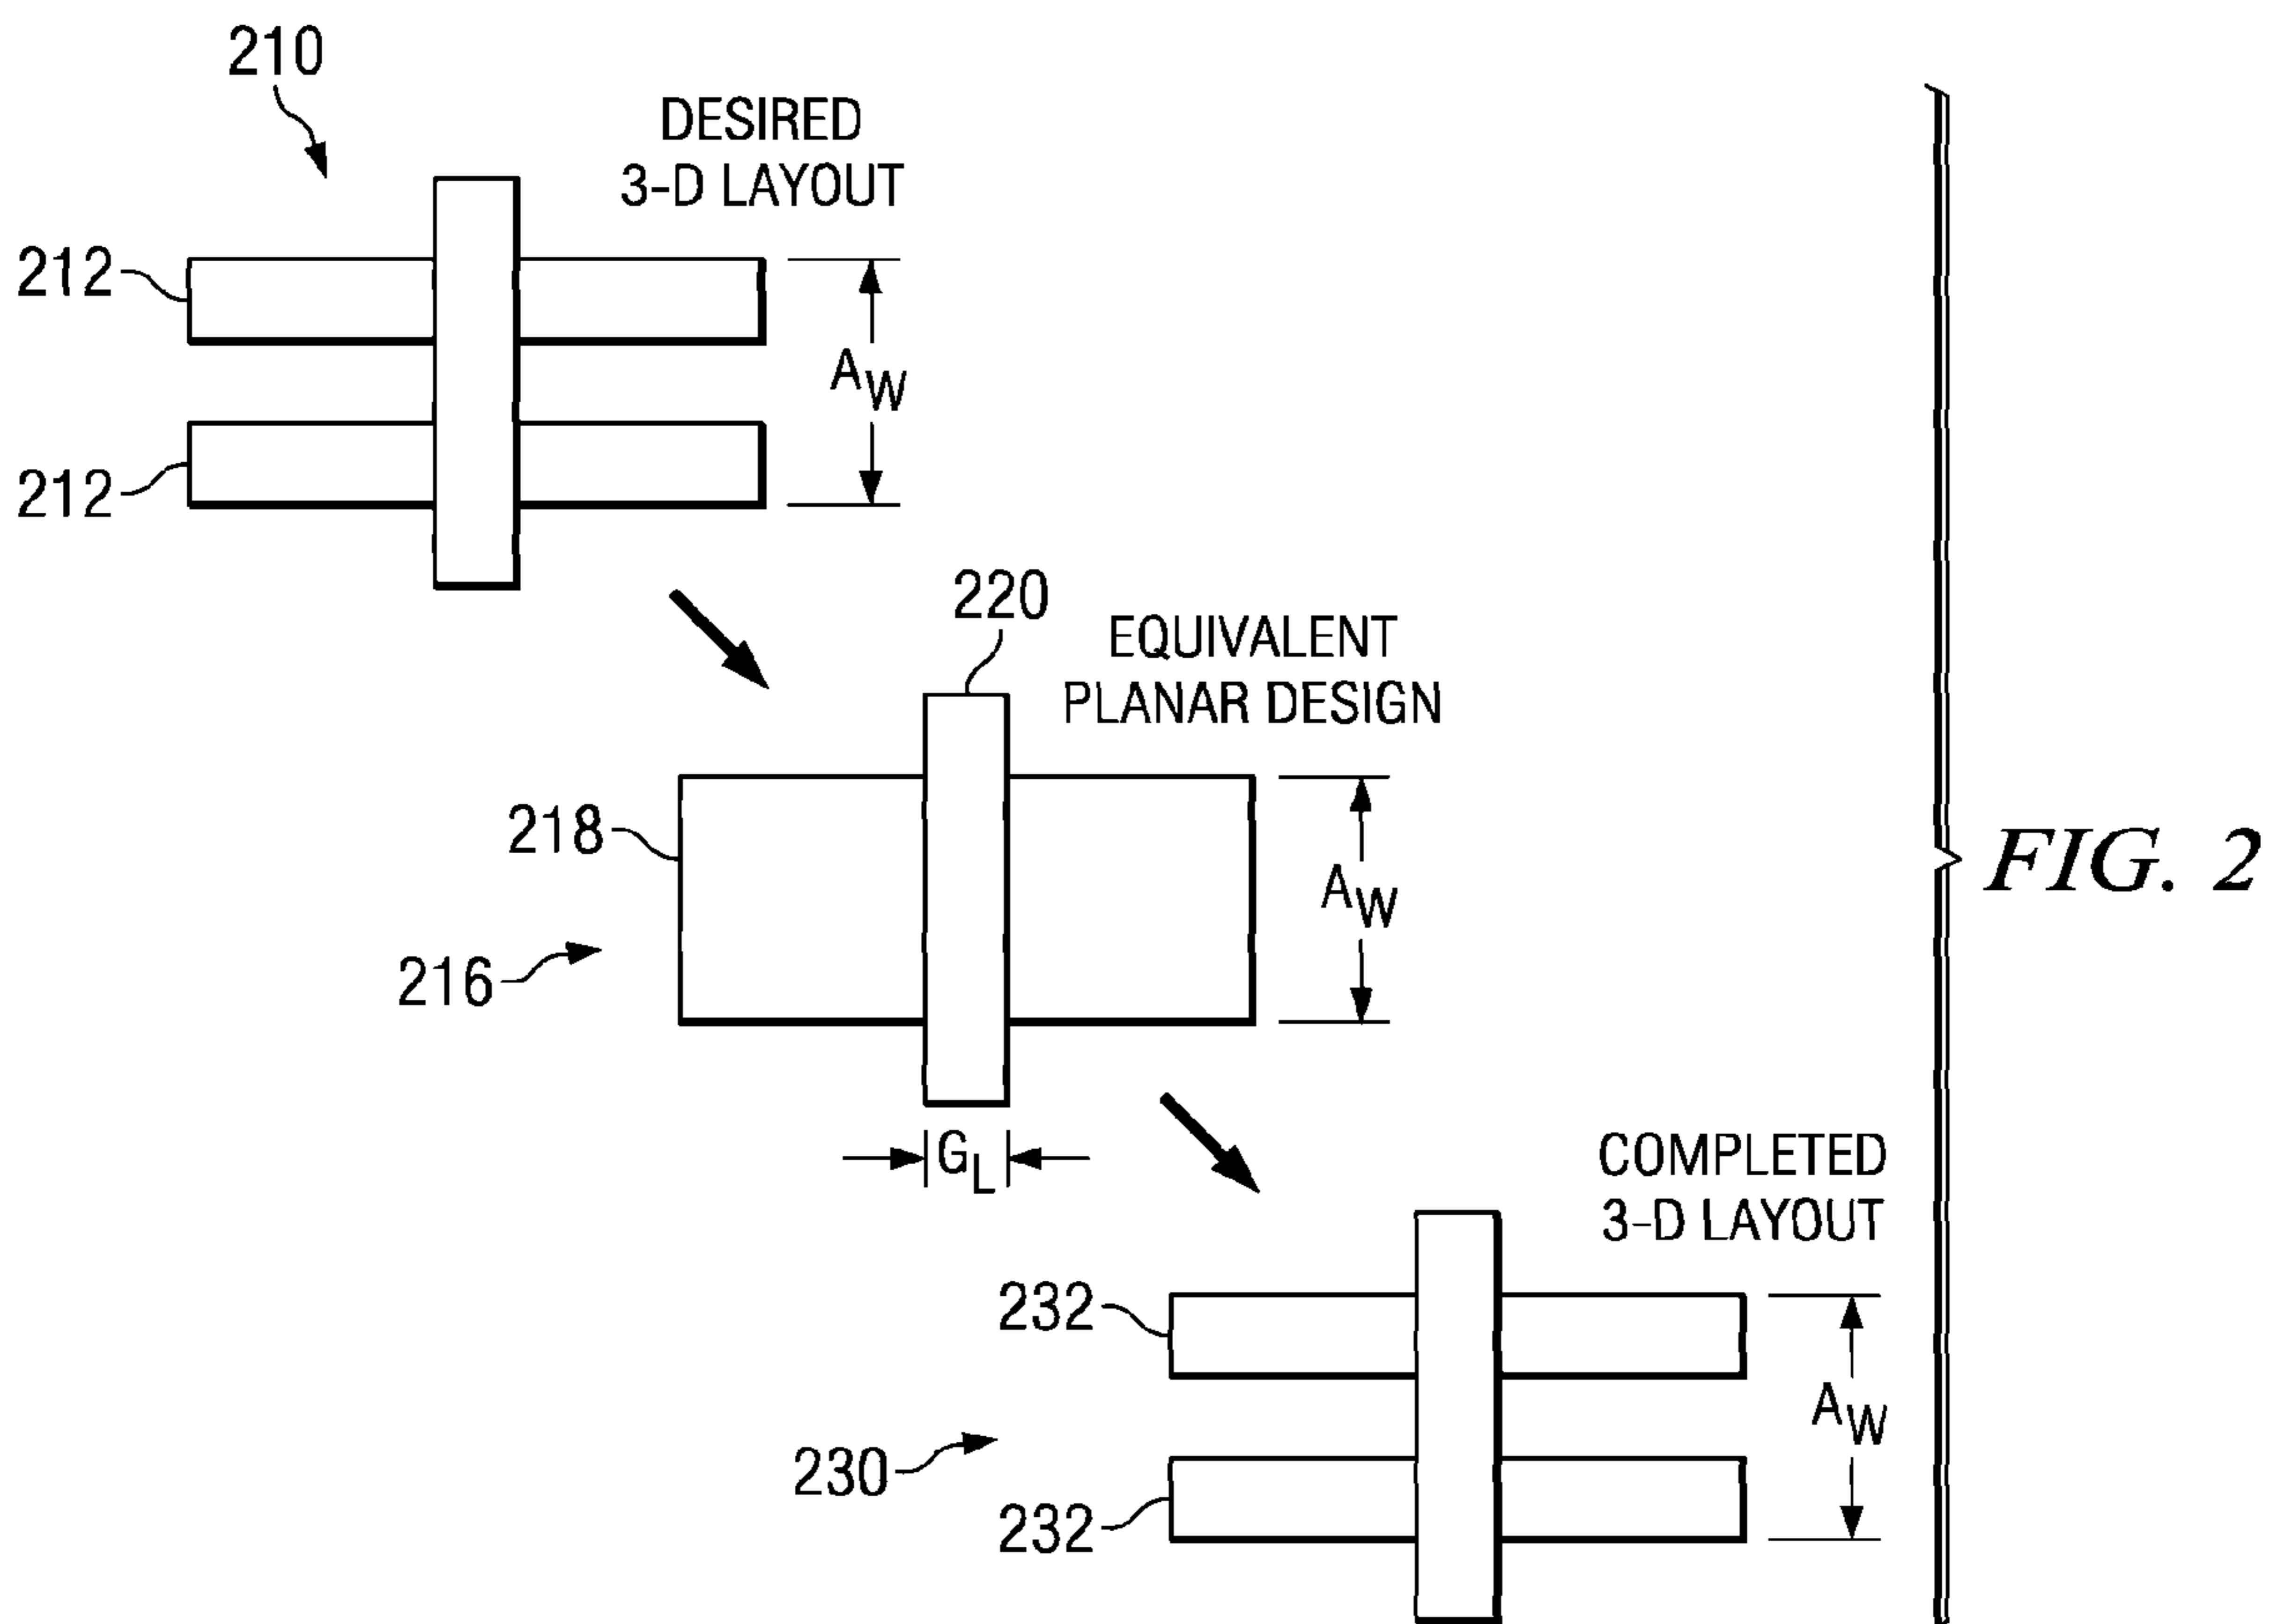 210
DESIRED
3-D LAYOUT
212
212
AW
220
EQUIVALENT
PLANAR DESIGN
218
216
AW
GL
COMPLETED
3-D LAYOUT
232
230
232
AW
FIG. 2